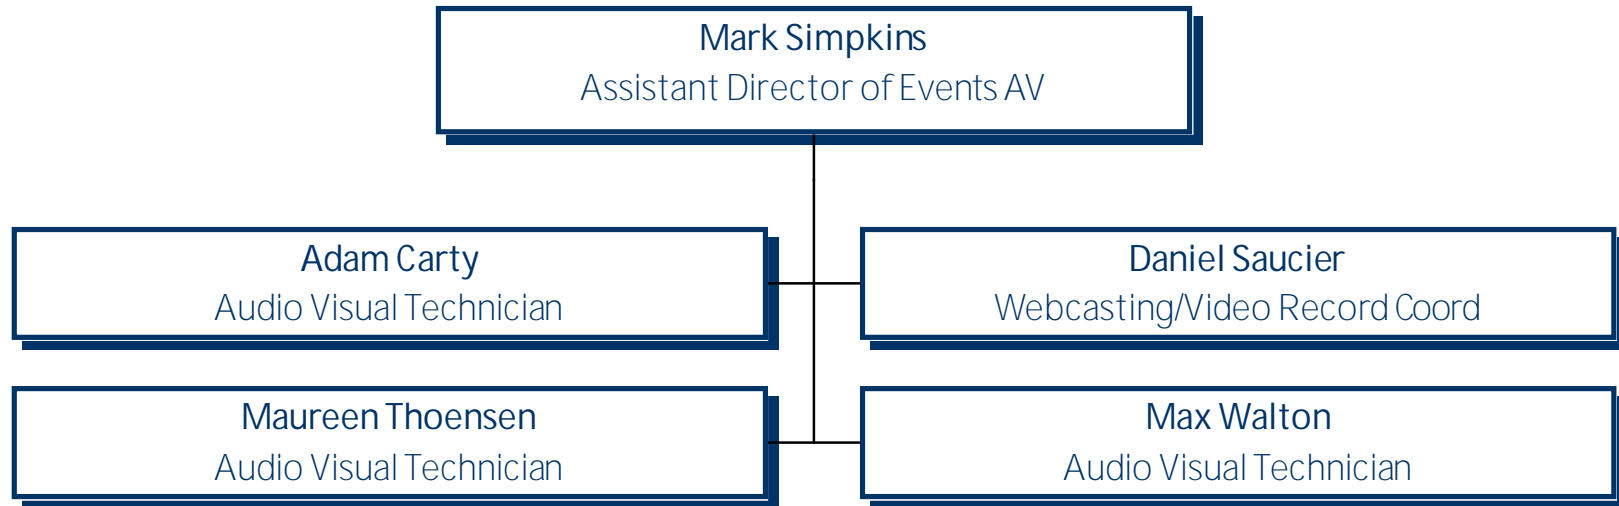 Mark Simpkins
Assistant Director of Events AV
Adam Carty
Audio Visual Technician
Daniel Saucier
Webcasting/Video Record Coord
Maureen Thoensen
Audio Visual Technician
Max Walton
Audio Visual Technician